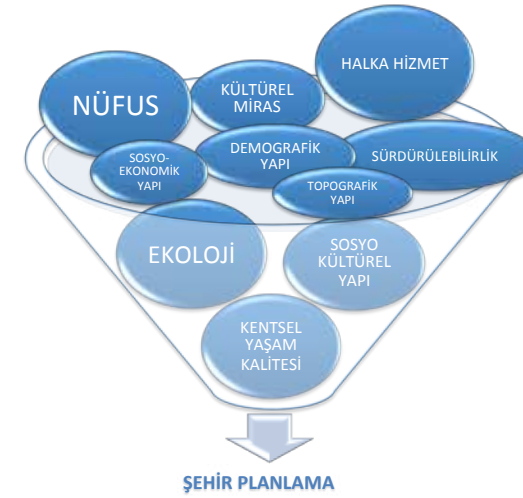 HALKA HİZMET
NÜFUS
KÜLTÜREL
MİRAS
DEMOGRAFİK
YAPI
SÜRDÜRÜLEBİLİRLİK
SOSYO-
EKONOMİK
YAPI
TOPOGRAFİK
YAPI
EKOLOJİ
SOSYO
KÜLTÜREL
YAPI
KENTSEL
YAŞAM
KALİTESİ
ŞEHİR PLANLAMA